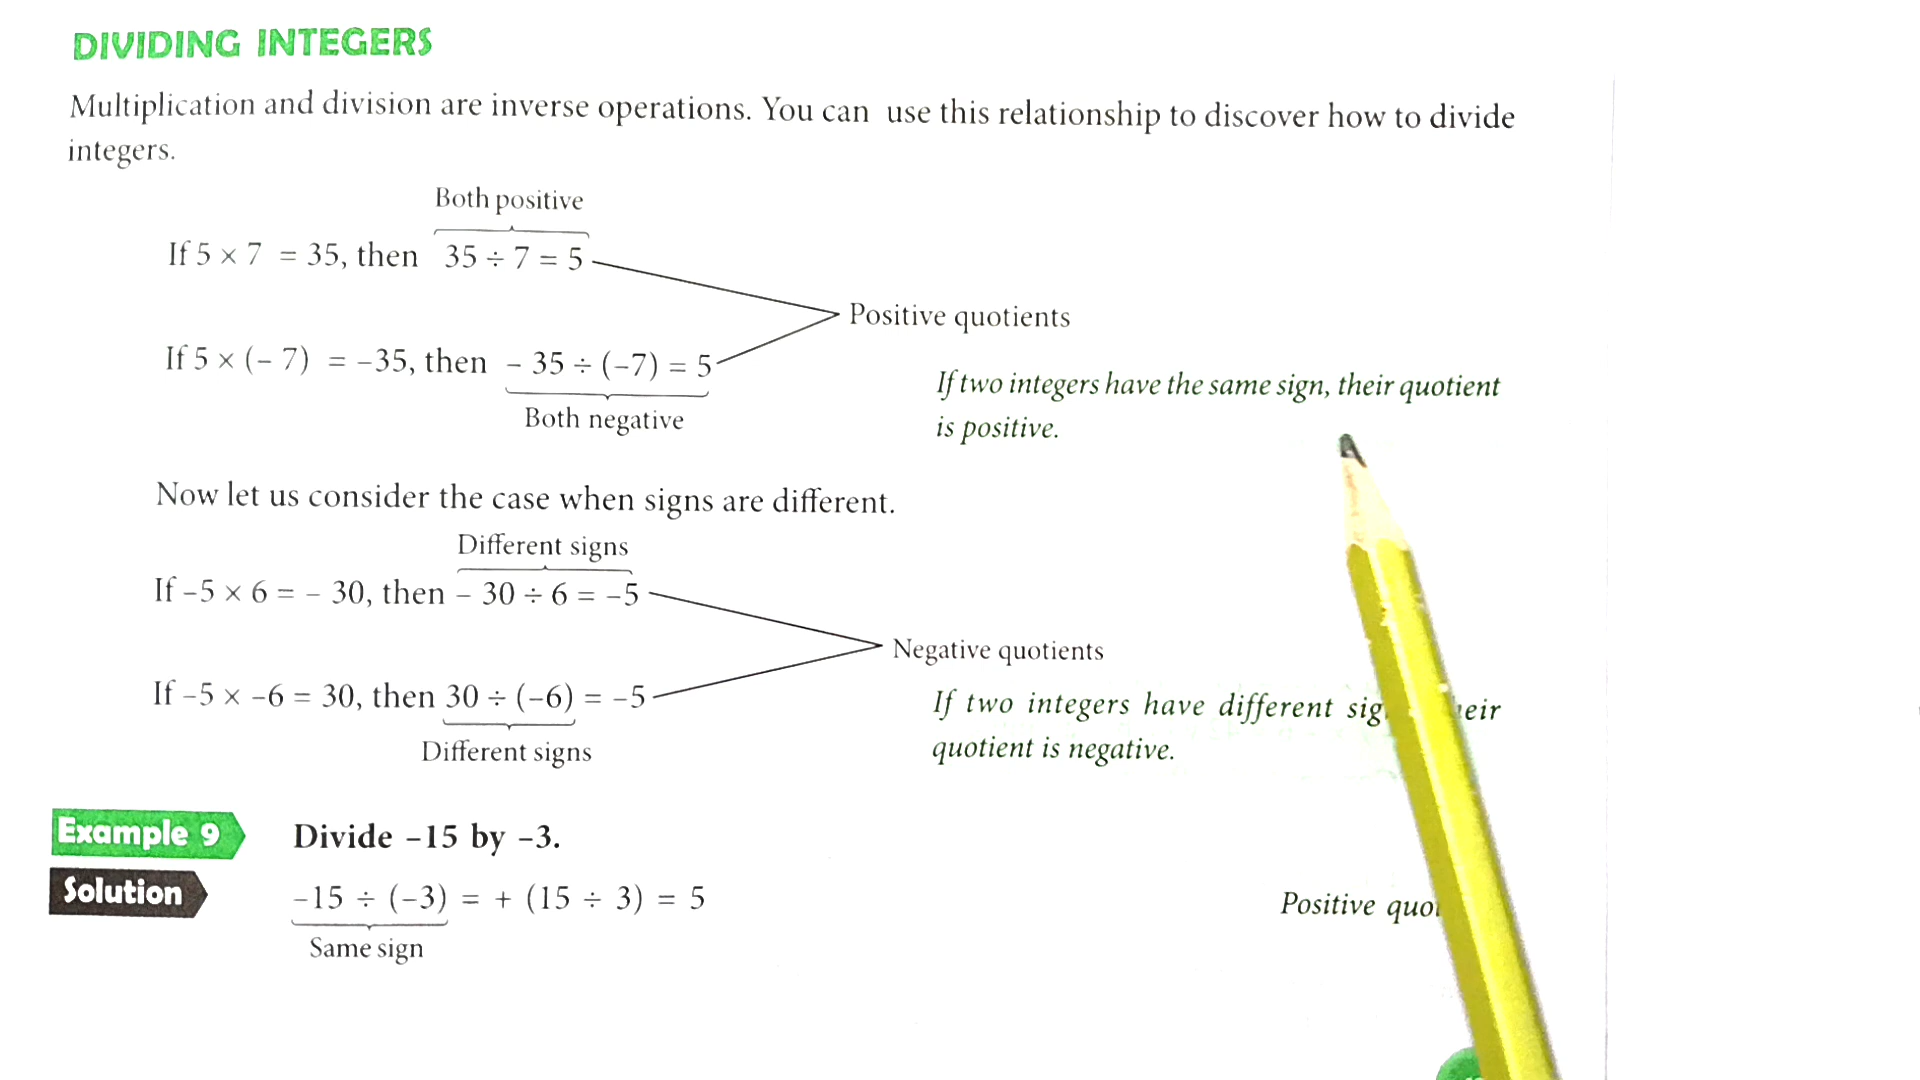 DIVIDING INTEGERS
Multiplication and division are inverse operations. You can use this relationship to discover how to divide
integers.
Both positive
If 5 × 7 = 35, then 35 ÷ 7 = 5
Positive quotients
If 5 × (– 7) = –35, then – 35 ÷ (–7) = 5
Both negative
If two integers have the same sign, their quotient
is positive.
Now let us consider the case when signs are different.
Different signs
If –5 × 6 = – 30, then – 30 ÷ 6 = –5
Negative quotients
If –5 × –6 = 30, then 30 ÷ (–6) = –5
Different signs
If two integers have different
quotient is negative.
Example 9 Divide –15 by –3.
Solution –15 ÷ (–3) = + (15 ÷ 3) = 5
Positive
Same sign